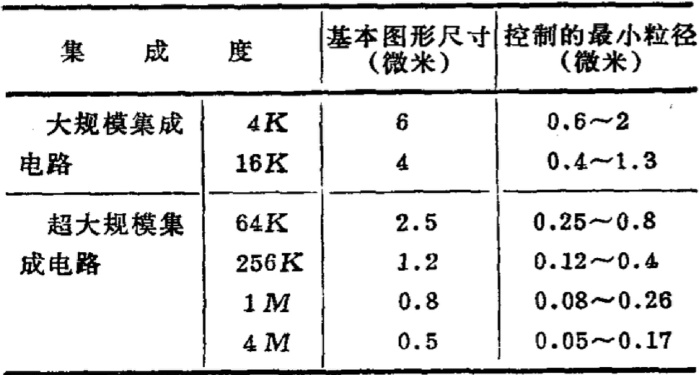 集 成 度 基本图形尺寸 控制的最小粒径
(微米) (微米)
大规模集成 4K 6 0.6～2
电路 16K 4 0.4～1.3
超大规模集 64K 2.5 0.25～0.8
成电路 256K 1.2 0.12～0.4
1M 0.8 0.08～0.26
4M 0.5 0.05～0.17